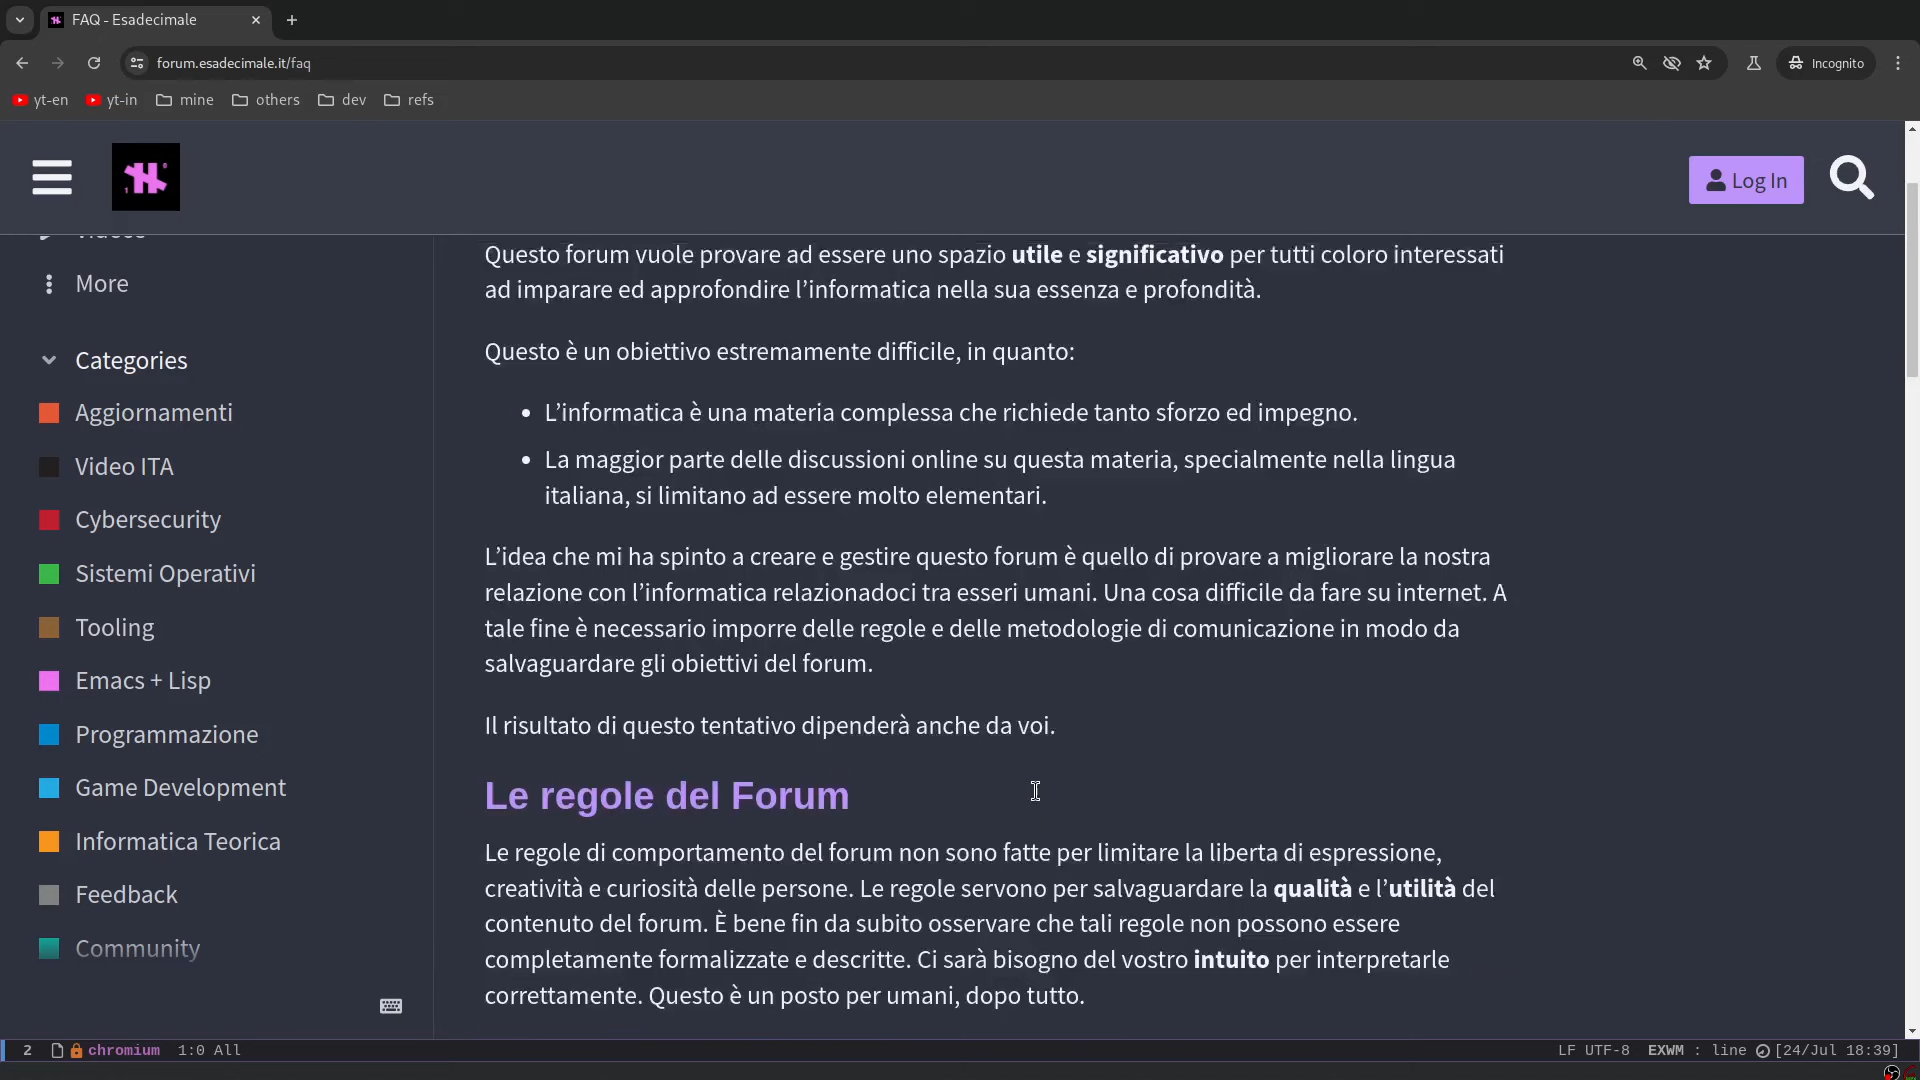 FAQ - Esadecimale
forum.esadecimale.it/faq
Incognito
yt-en
yt-in
mine
others
dev
refs
Log In
More
Categories
Aggiornamenti
Video ITA
Cybersecurity
Sistemi Operativi
Tooling
Emacs + Lisp
Programmazione
Game Development
Informatica Teorica
Feedback
Community
Questo forum vuole provare ad essere uno spazio utile e significativo per tutti coloro interessati
ad imparare ed approfondire l’informatica nella sua essenza e profondità.
Questo è un obiettivo estremamente difficile, in quanto:
• L’informatica è una materia complessa che richiede tanto sforzo ed impegno.
• La maggior parte delle discussioni online su questa materia, specialmente nella lingua
italiana, si limitano ad essere molto elementari.
L’idea che mi ha spinto a creare e gestire questo forum è quello di provare a migliorare la nostra
relazione con l’informatica relazionadoci tra esseri umani. Una cosa difficile da fare su internet. A
tale fine è necessario imporre delle regole e delle metodologie di comunicazione in modo da
salvaguardare gli obiettivi del forum.
Il risultato di questo tentativo dipenderà anche da voi.
Le regole del Forum
Le regole di comportamento del forum non sono fatte per limitare la liberta di espressione,
creatività e curiosità delle persone. Le regole servono per salvaguardare la qualità e l’utilità del
contenuto del forum. È bene fin da subito osservare che tali regole non possono essere
completamente formalizzate e descritte. Ci sarà bisogno del vostro intuito per interpretarle
correttamente. Questo è un posto per umani, dopo tutto.
2 chromium 1:0 All
LF UTF-8 EXWM : line [24/Jul 18:39]